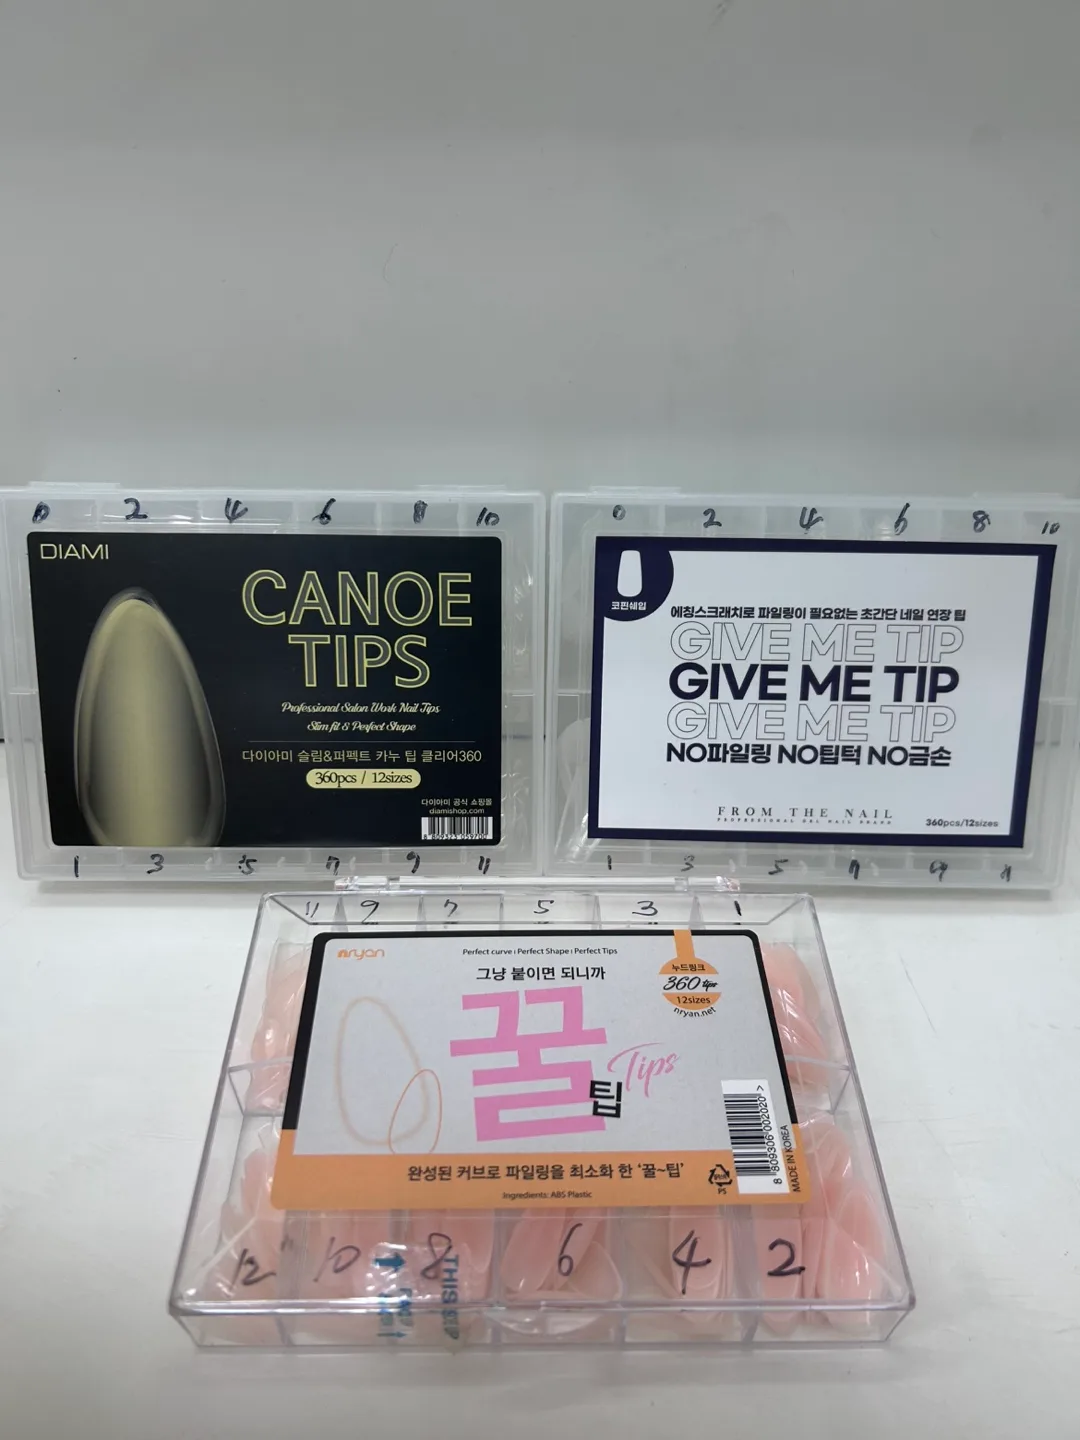 0 2 4 6 8 10
DIAMI
CANOE
TIPS
Professional Salon Work Nail Tips
Slim fit & Perfect Shape
다이아미 슬림&퍼펙트 카누 팁 클리어360
360pcs / 12sizes
다이아미 공식 쇼핑몰
diamishop.com
1 3 5 7 9 11
0 2 4 6 8 10
코핀쉐입
에칭스크래치로 파일링이 필요없는 초간단 네일 연장 팁
GIVE ME TIP
GIVE ME TIP
GIVE ME TIP
NO파일링 NO팁턱 NO금손
FROM THE NAIL
PROFESSIONAL GEL NAIL BRAND
360pcs/12sizes
1 3 5 7 9 11
11 9 7 5 3 1
nryan
Perfect curve | Perfect Shape | Perfect Tips
그냥 붙이면 되니까
꿀
팁
Tips
누드핑크
360 tips
12sizes
nryan.net
8 809306 002020 >
MADE IN KOREA
완성된 커브로 파일링을 최소화 한 '꿀~팁'
Ingredients: ABS Plastic
12 10 8 6 4 2
THIS